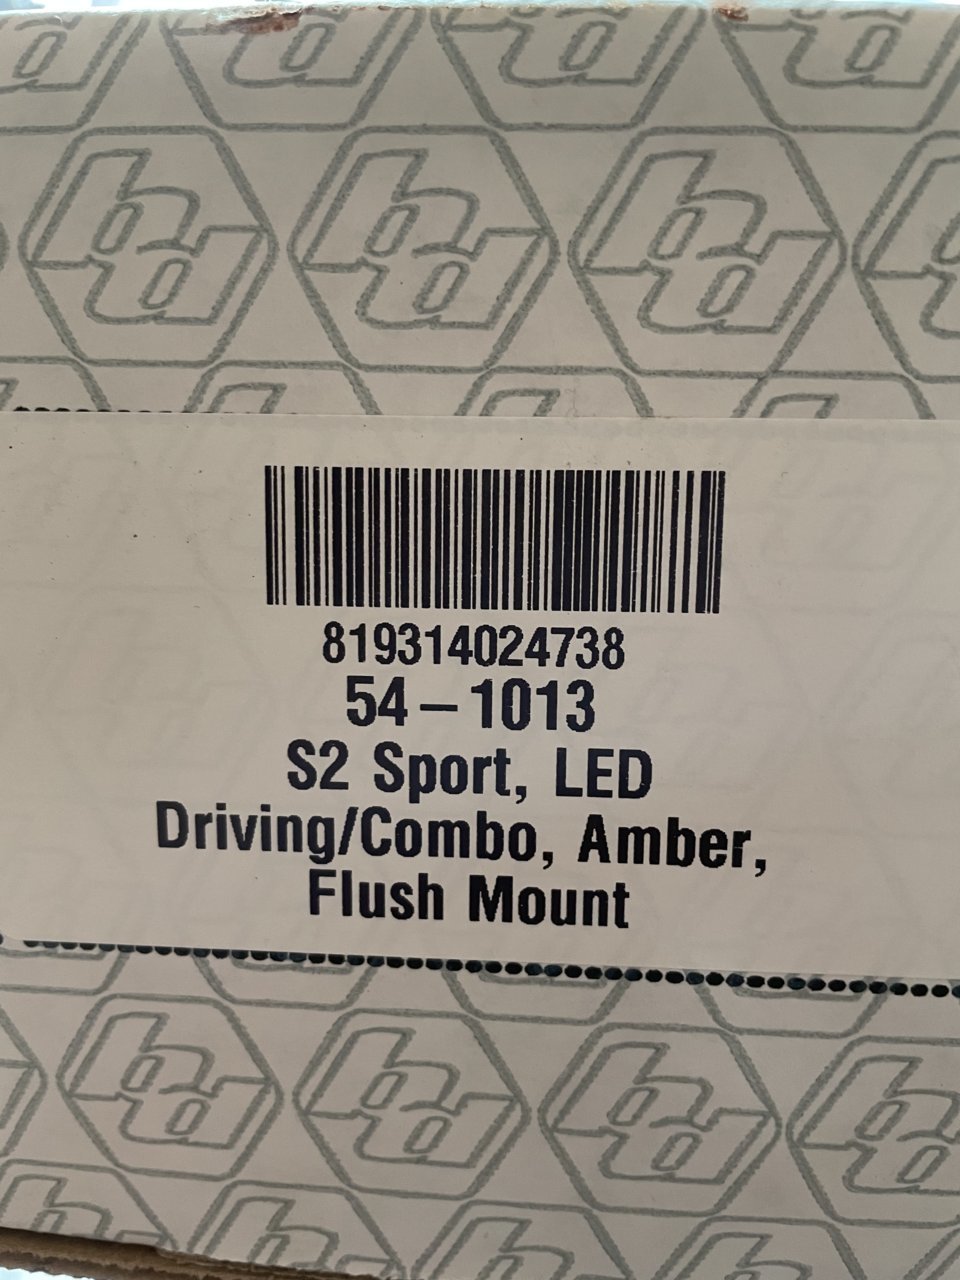 819314024738
54-1013
S2 Sport, LED
Driving/Combo, Amber,
Flush Mount